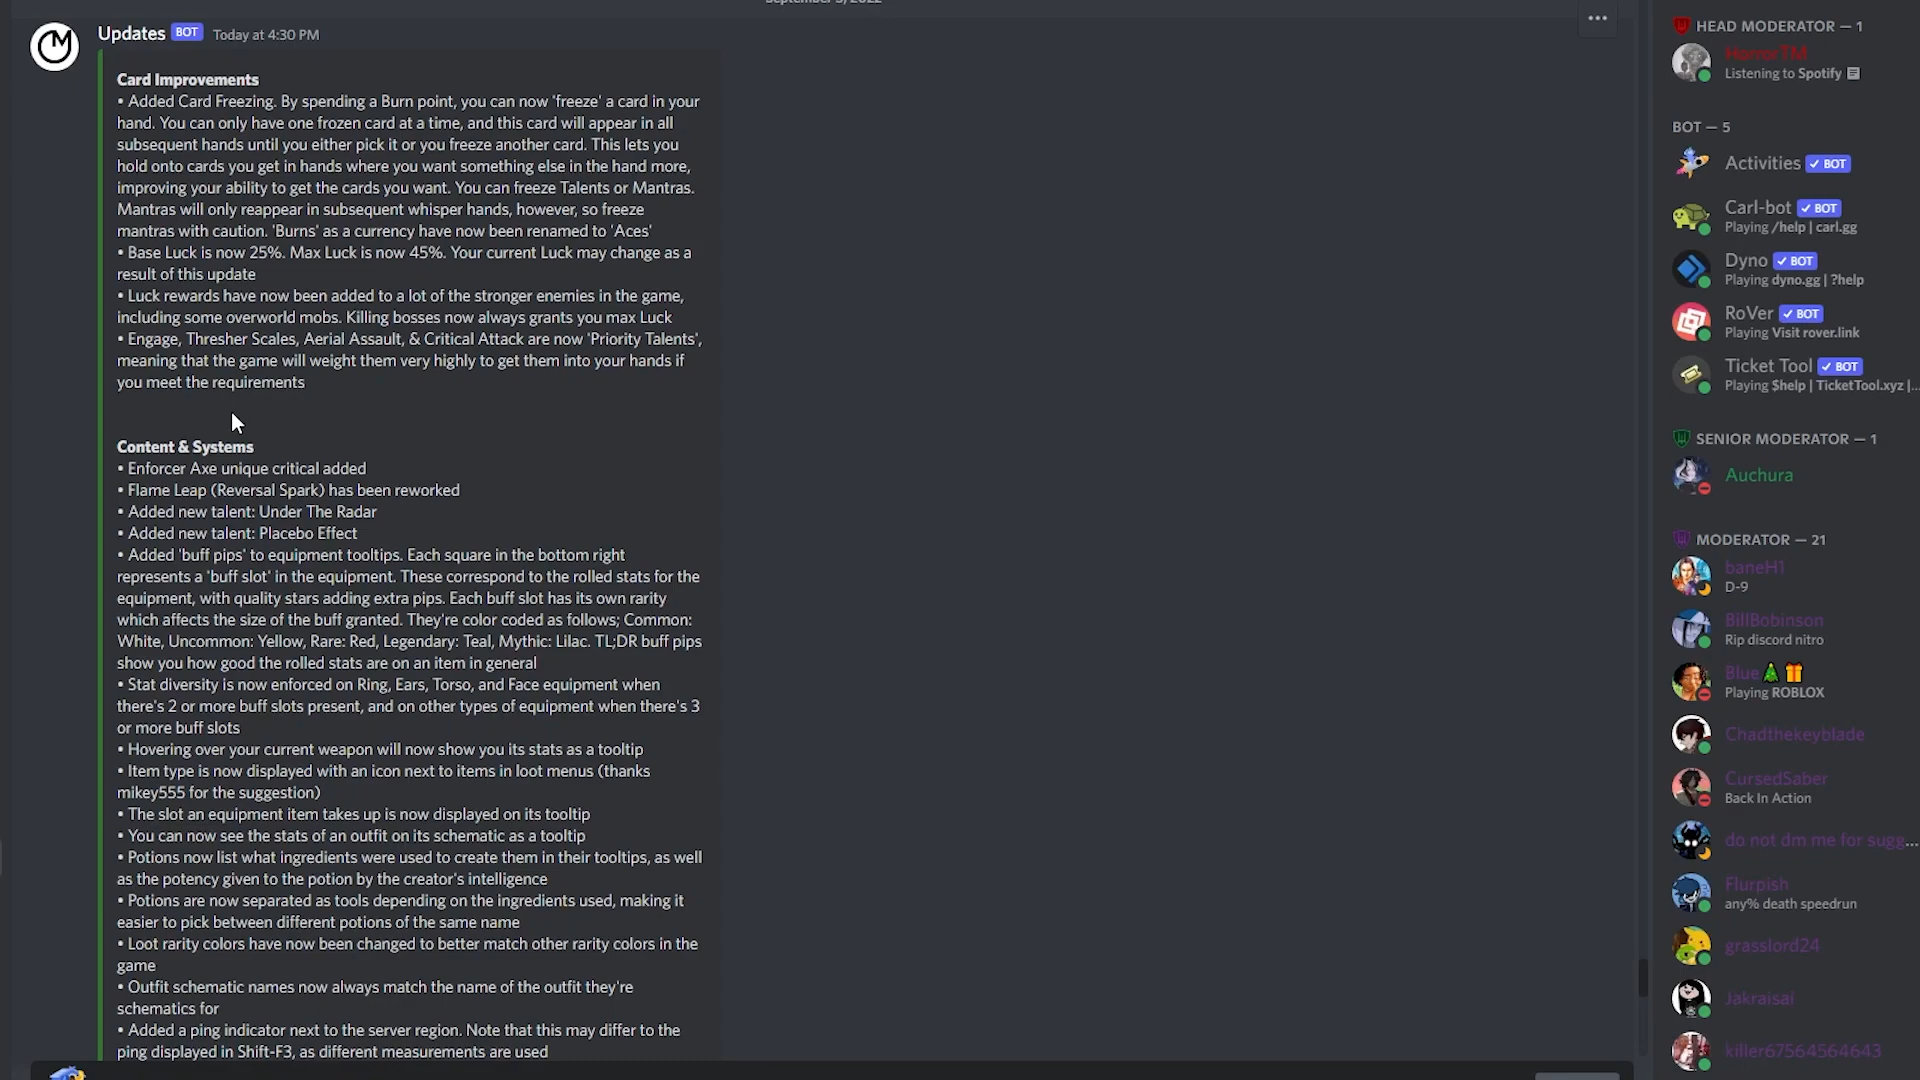 September 3, 2022
Updates BOT Today at 4:30 PM
Card Improvements
• Added Card Freezing. By spending a Burn point, you can now 'freeze' a card in your
hand. You can only have one frozen card at a time, and this card will appear in all
subsequent hands until you either pick it or you freeze another card. This lets you
hold onto cards you get in hands where you want something else in the hand more,
improving your ability to get the cards you want. You can freeze Talents or Mantras.
Mantras will only reappear in subsequent whisper hands, however, so freeze
mantras with caution. 'Burns' as a currency have now been renamed to 'Aces'
• Base Luck is now 25%. Max Luck is now 45%. Your current Luck may change as a
result of this update
• Luck rewards have now been added to a lot of the stronger enemies in the game,
including some overworld mobs. Killing bosses now always grants you max Luck
• Engage, Thresher Scales, Aerial Assault, & Critical Attack are now 'Priority Talents',
meaning that the game will weight them very highly to get them into your hands if
you meet the requirements
Content & Systems
• Enforcer Axe unique critical added
• Flame Leap (Reversal Spark) has been reworked
• Added new talent: Under The Radar
• Added new talent: Placebo Effect
• Added 'buff pips' to equipment tooltips. Each square in the bottom right
represents a 'buff slot' in the equipment. These correspond to the rolled stats for the
equipment, with quality stars adding extra pips. Each buff slot has its own rarity
which affects the size of the buff granted. They're color coded as follows; Common:
White, Uncommon: Yellow, Rare: Red, Legendary: Teal, Mythic: Lilac. TL;DR buff pips
show you how good the rolled stats are on an item in general
• Stat diversity is now enforced on Ring, Ears, Torso, and Face equipment when
there's 2 or more buff slots present, and on other types of equipment when there's 3
or more buff slots
• Hovering over your current weapon will now show you its stats as a tooltip
• Item type is now displayed with an icon next to items in loot menus (thanks
mikey555 for the suggestion)
• The slot an equipment item takes up is now displayed on its tooltip
• You can now see the stats of an outfit on its schematic as a tooltip
• Potions now list what ingredients were used to create them in their tooltips, as well
as the potency given to the potion by the creator's intelligence
• Potions are now separated as tools depending on the ingredients used, making it
easier to pick between different potions of the same name
• Loot rarity colors have now been changed to better match other rarity colors in the
game
• Outfit schematic names now always match the name of the outfit they're
schematics for
• Added a ping indicator next to the server region. Note that this may differ to the
ping displayed in Shift-F3, as different measurements are used
HEAD MODERATOR — 1
HorrorTM
Listening to Spotify
BOT — 5
Activities ✓ BOT
Carl-bot ✓ BOT
Playing /help | carl.gg
Dyno ✓ BOT
Playing dyno.gg | ?help
RoVer ✓ BOT
Playing Visit rover.link
Ticket Tool ✓ BOT
Playing $help | TicketTool.xyz |...
SENIOR MODERATOR — 1
Auchura
MODERATOR — 21
baneH1
D-9
BillBobinson
Rip discord nitro
Blue
Playing ROBLOX
Chadthekeyblade
CursedSaber
Back In Action
do not dm me for sugg...
Flurpish
any% death speedrun
grasslord24
Jakraisal
killer67564564643